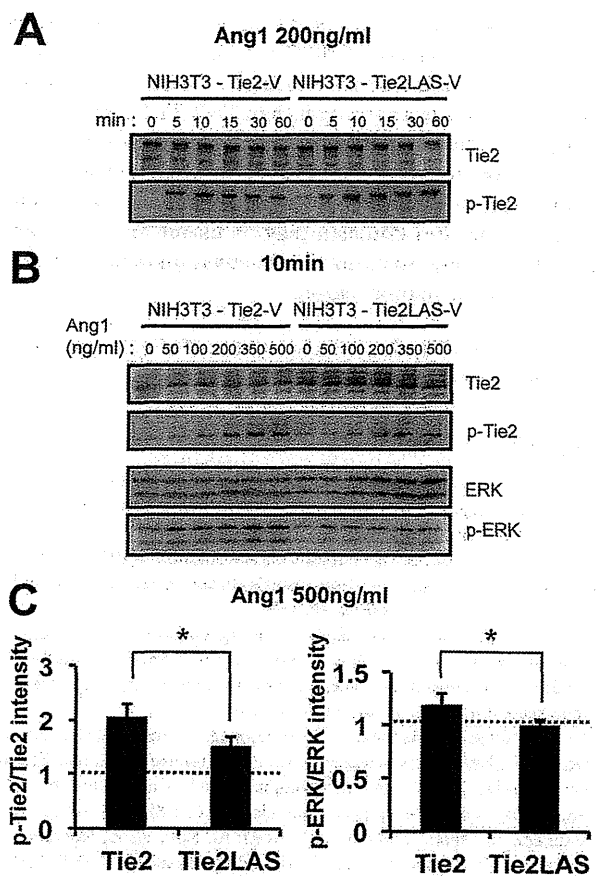 A
Ang1 200ng/ml
NIH3T3 - Tie2-V NIH3T3 - Tie2LAS-V
min : 0 5 10 15 30 60 0 5 10 15 30 60
Tie2
p-Tie2
B
10min
NIH3T3 - Tie2-V NIH3T3 - Tie2LAS-V
Ang1
(ng/ml) : 0 50 100 200 350 500 0 50 100 200 350 500
Tie2
p-Tie2
ERK
p-ERK
C
Ang1 500ng/ml
p-Tie2/Tie2 intensity
3
2
1
0
*
Tie2 Tie2LAS
p-ERK/ERK intensity
1.5
1
0.5
0
*
Tie2 Tie2LAS